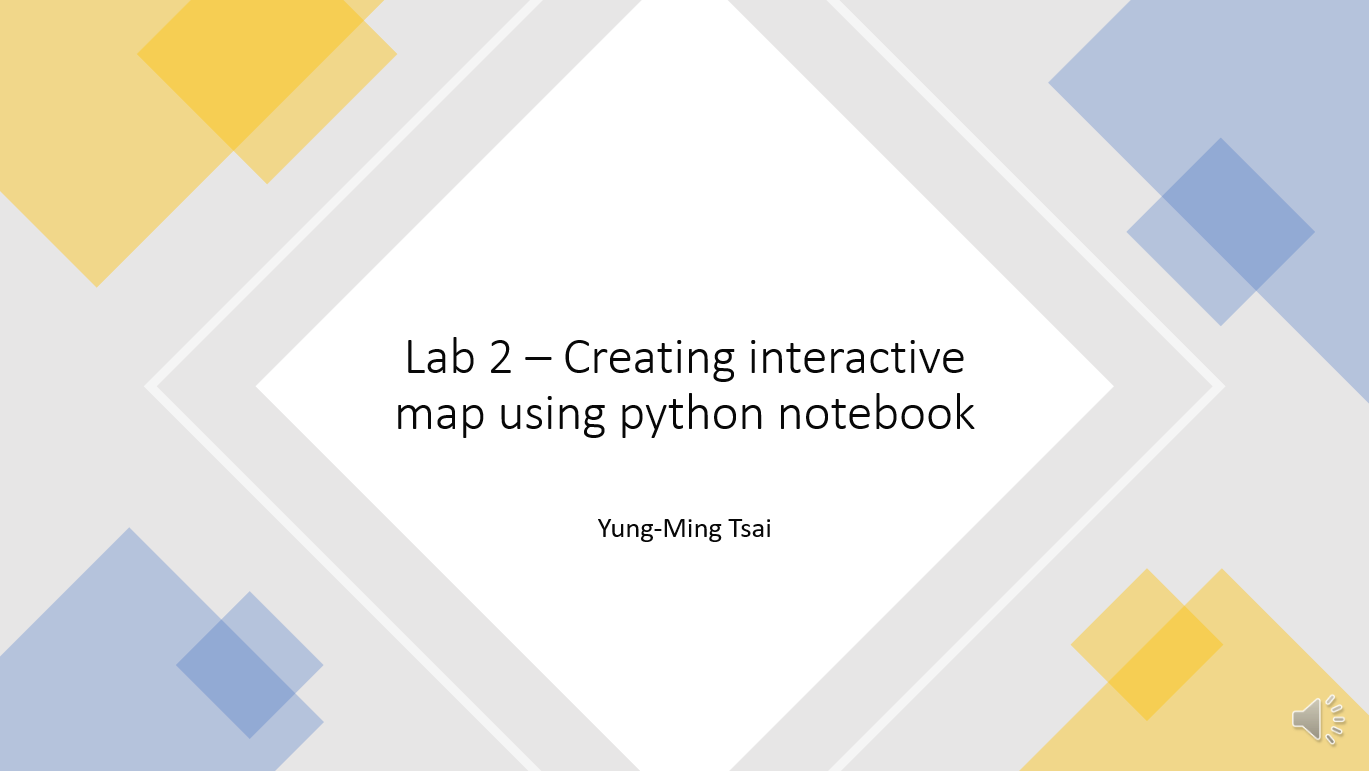 Lab 2 – Creating interactive
map using python notebook
Yung-Ming Tsai